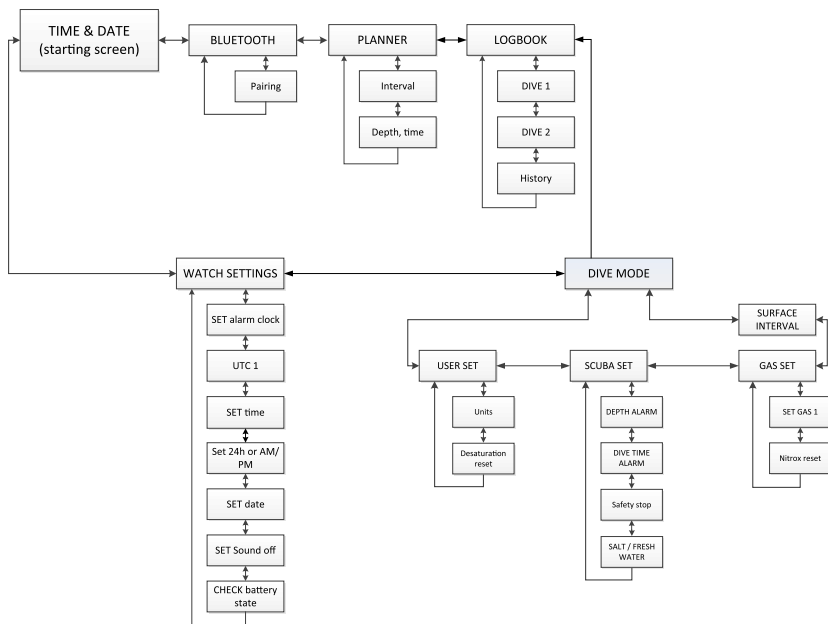 TIME & DATE
(starting screen)
BLUETOOTH
PLANNER
LOGBOOK
Pairing
Interval
DIVE 1
Depth, time
DIVE 2
History
WATCH SETTINGS
DIVE MODE
SET alarm clock
SURFACE
INTERVAL
UTC 1
USER SET
SCUBA SET
GAS SET
SET time
Units
DEPTH ALARM
SET GAS 1
Set 24h or AM/
PM
Desaturation
reset
DIVE TIME
ALARM
Nitrox reset
SET date
Safety stop
SET Sound off
SALT / FRESH
WATER
CHECK battery
state